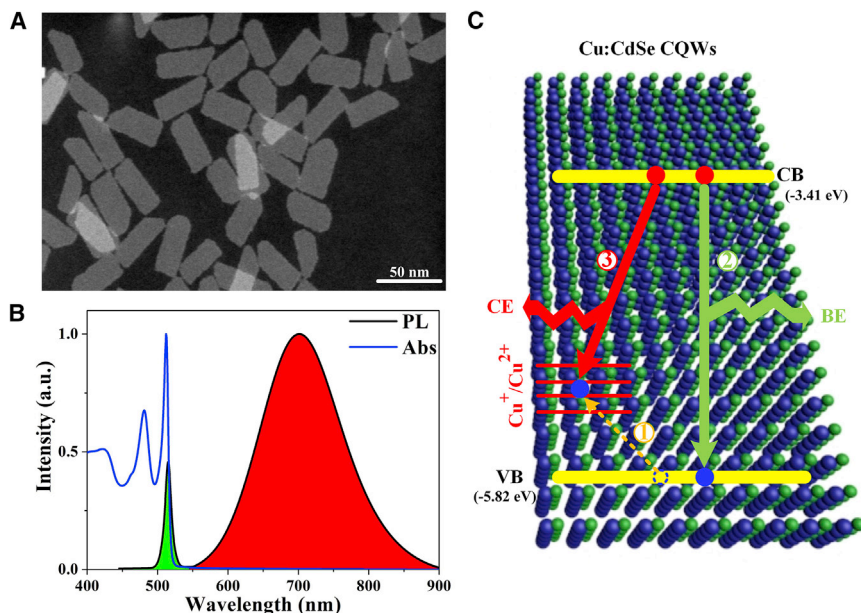 A
50 nm
B
PL
Abs
1.0
0.5
0.0
Intensity (a.u.)
400 500 600 700 800 900
Wavelength (nm)
C
Cu:CdSe CQWs
CB
(-3.41 eV)
③ ②
CE
BE
Cu⁺/Cu²⁺
①
VB
(-5.82 eV)